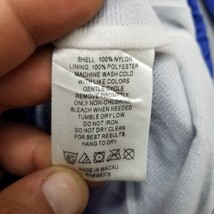 SHELL: 100% NYLON
LINING: 100% POLYESTER
MACHINE WASH COLD
WITH LIKE COLORS
GENTLE CYCLE
REMOVE PROMPTLY
ONLY NON-CHLORINE
BLEACH WHEN NEEDED
TUMBLE DRY LOW
DO NOT IRON
DO NOT DRY CLEAN
FOR BEST RESULTS,
HANG TO DRY
MADE IN MACAU